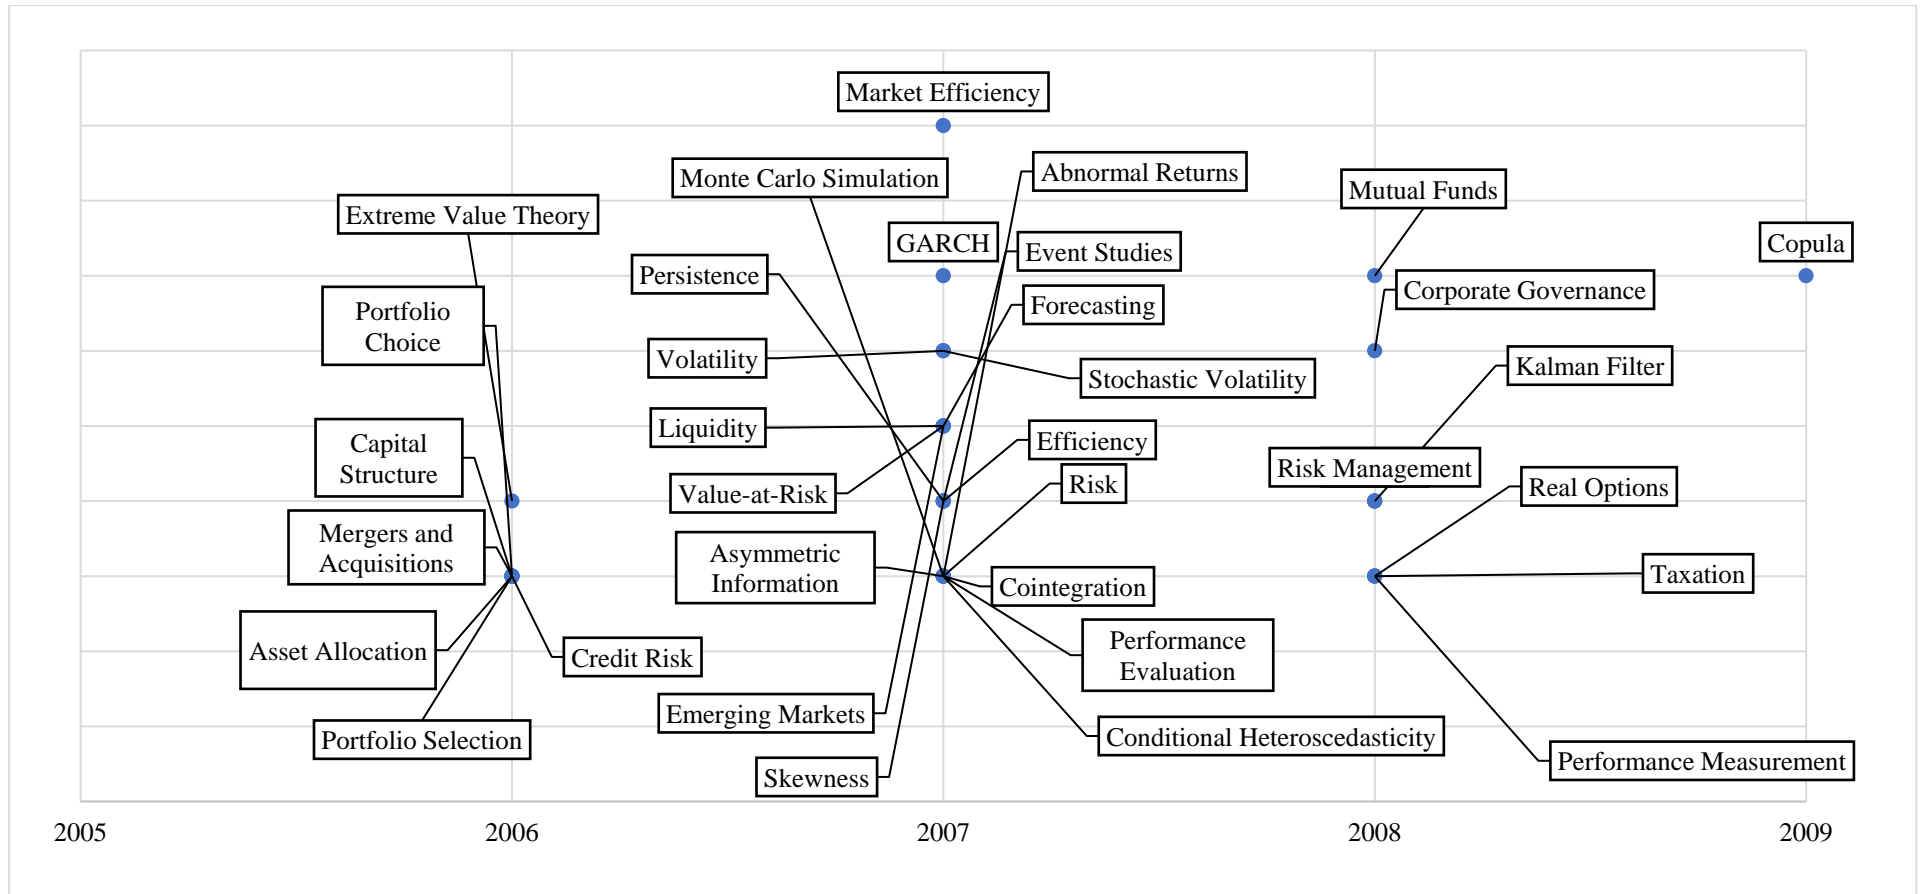 Market Efficiency
Monte Carlo Simulation
Abnormal Returns
Mutual Funds
Extreme Value Theory
GARCH
Event Studies
Copula
Persistence
Forecasting
Corporate Governance
Portfolio
Choice
Volatility
Stochastic Volatility
Kalman Filter
Liquidity
Efficiency
Capital
Structure
Risk Management
Value-at-Risk
Risk
Real Options
Mergers and
Acquisitions
Asymmetric
Information
Cointegration
Taxation
Asset Allocation
Credit Risk
Performance
Evaluation
Emerging Markets
Portfolio Selection
Conditional Heteroscedasticity
Skewness
Performance Measurement
2005
2006
2007
2008
2009